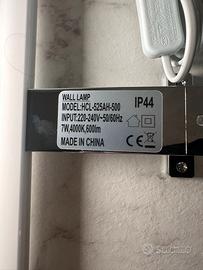 WALL LAMP
MODEL:HCL-525AH-500
INPUT:220-240V~50/60Hz
7W,4000K,600lm
MADE IN CHINA
IP44
CE
Subito